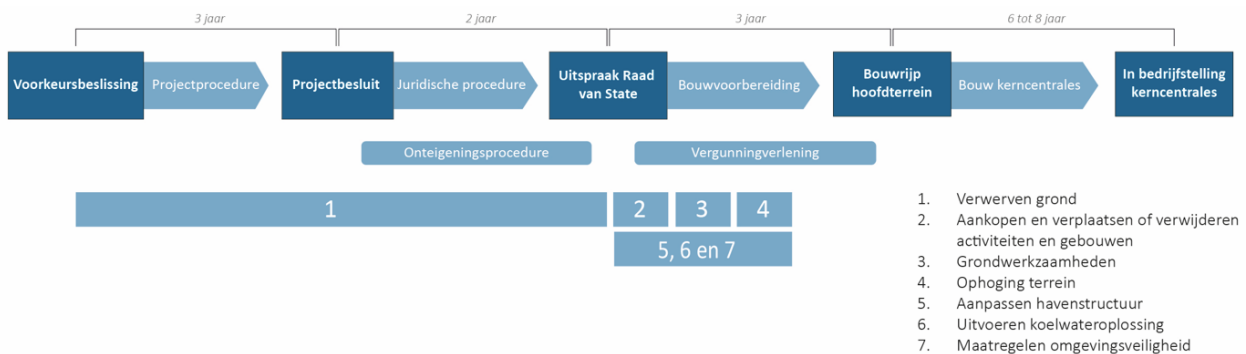 3 jaar
2 jaar
3 jaar
6 tot 8 jaar
Voorkeursbeslissing
Projectprocedure
Projectbesluit
Juridische procedure
Uitspraak Raad
van State
Bouwvoorbereiding
Bouwrijp
hoofdterrein
Bouw kerncentrales
In bedrijfstelling
kerncentrales
Onteigeningsprocedure
Vergunningverlening
1
2
3
4
5, 6 en 7
1. Verwerven grond
2. Aankopen en verplaatsen of verwijderen
activiteiten en gebouwen
3. Grondwerkzaamheden
4. Ophoging terrein
5. Aanpassen havenstructuur
6. Uitvoeren koelwateroplossing
7. Maatregelen omgevingsveiligheid